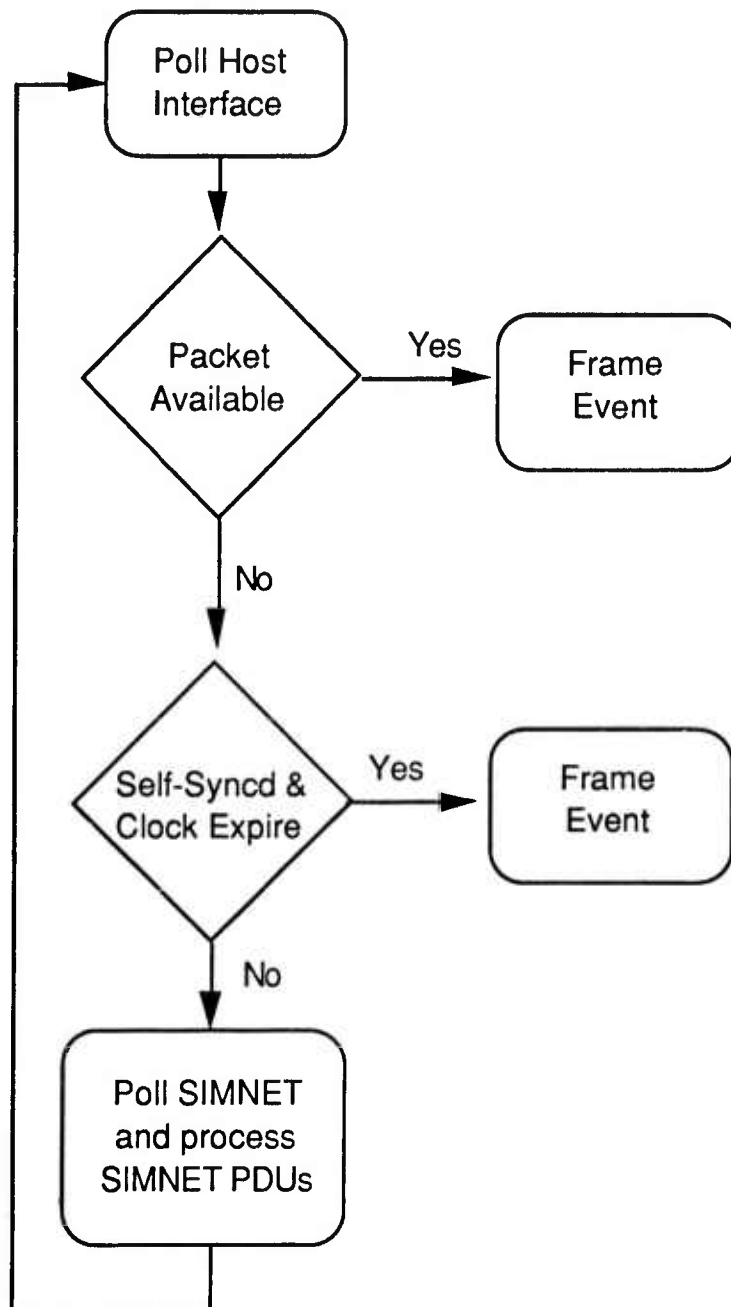 Poll Host
Interface
Packet
Available
Yes
Frame
Event
No
Self-Syncd &
Clock Expire
Yes
Frame
Event
No
Poll SIMNET
and process
SIMNET PDUs